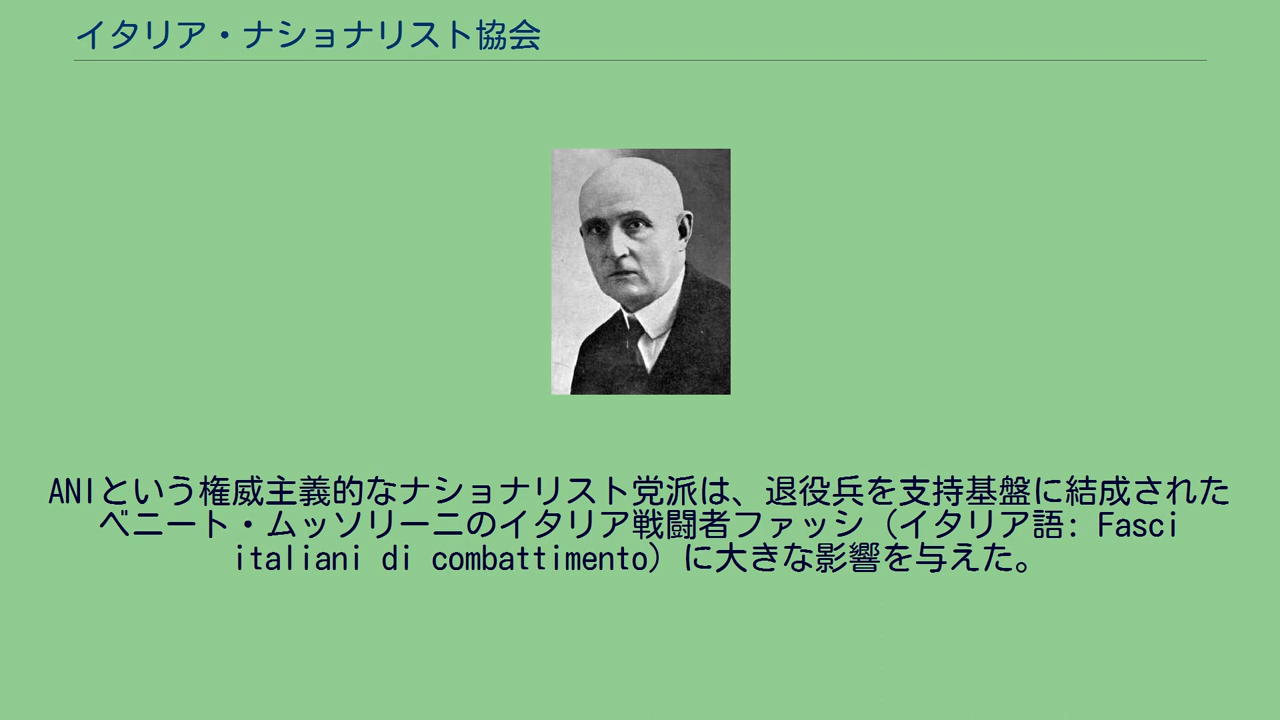 イタリア・ナショナリスト協会
ANIという権威主義的なナショナリスト党派は、退役兵を支持基盤に結成された
ベニート・ムッソリーニのイタリア戦闘者ファッシ（イタリア語: Fasci
italiani di combattimento）に大きな影響を与えた。